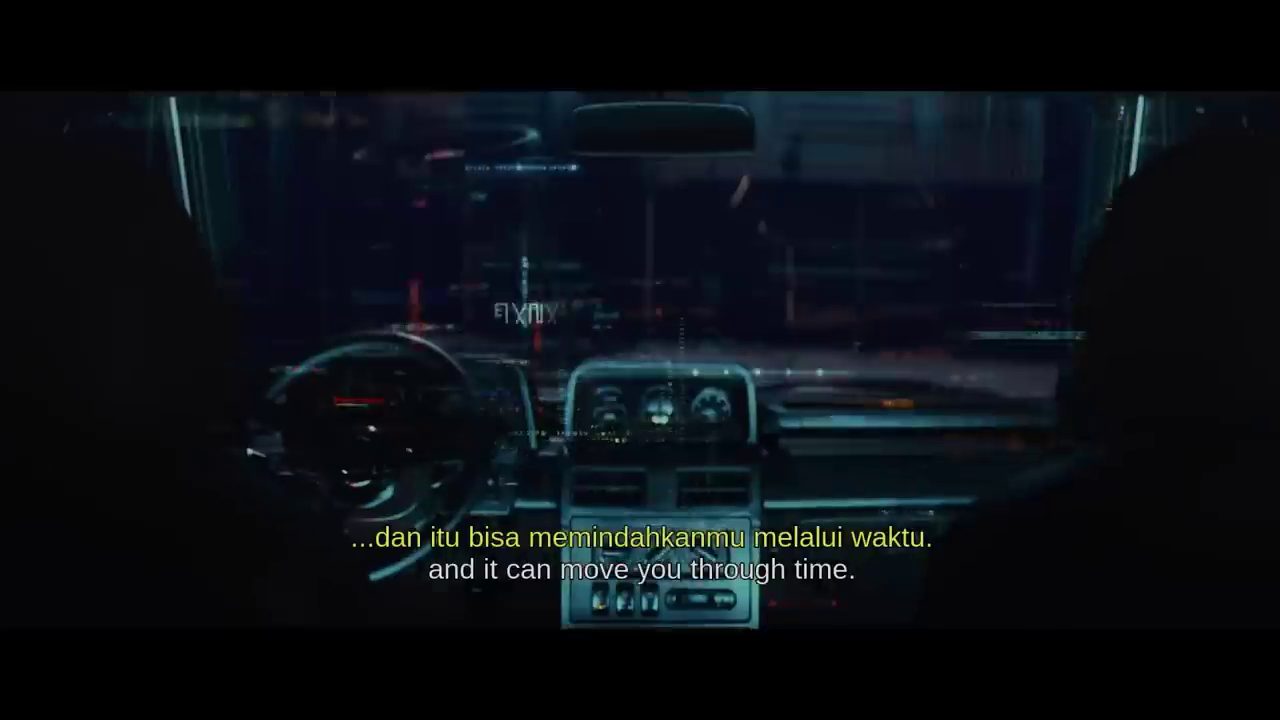 ...dan itu bisa memindahkanmu melalui waktu.
and it can move you through time.